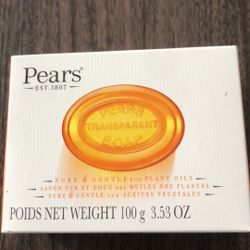 Pears®
EST. 1807
PEARS
TRANSPARENT
SOAP
PURE & GENTLE WITH PLANT OILS
SAVON PUR ET DOUX AUX HUILES DES PLANTES
PURE & GENTLE CON ACEITES VEGETALES
POIDS NET WEIGHT 100 g 3.53 OZ